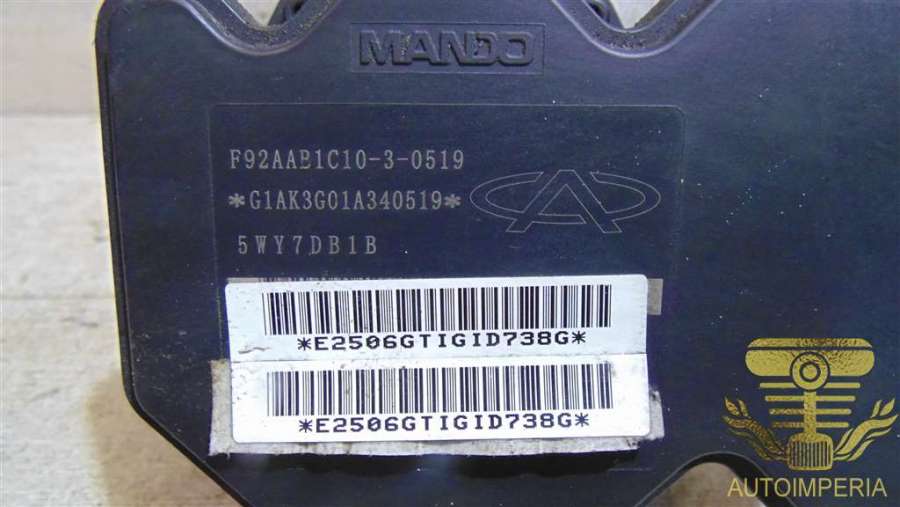 MANDO
F92AAB1C10-3-0519
*G1AK3G01A340519*
5WY7DB1B
*E2506GTIGID738G*
*E2506GTIGID738G*
AUTOIMPERIA